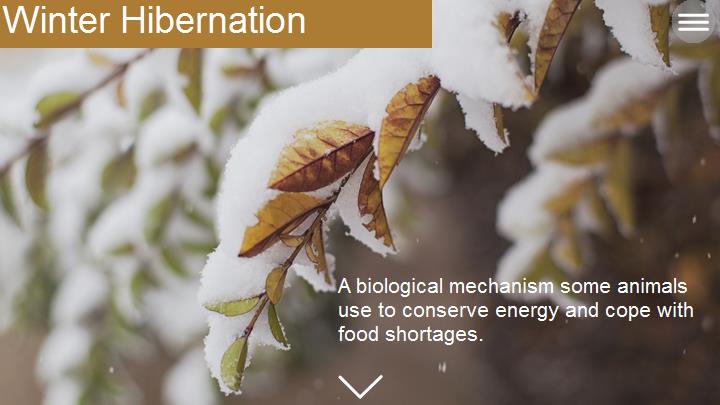 Winter Hibernation
A biological mechanism some animals
use to conserve energy and cope with
food shortages.